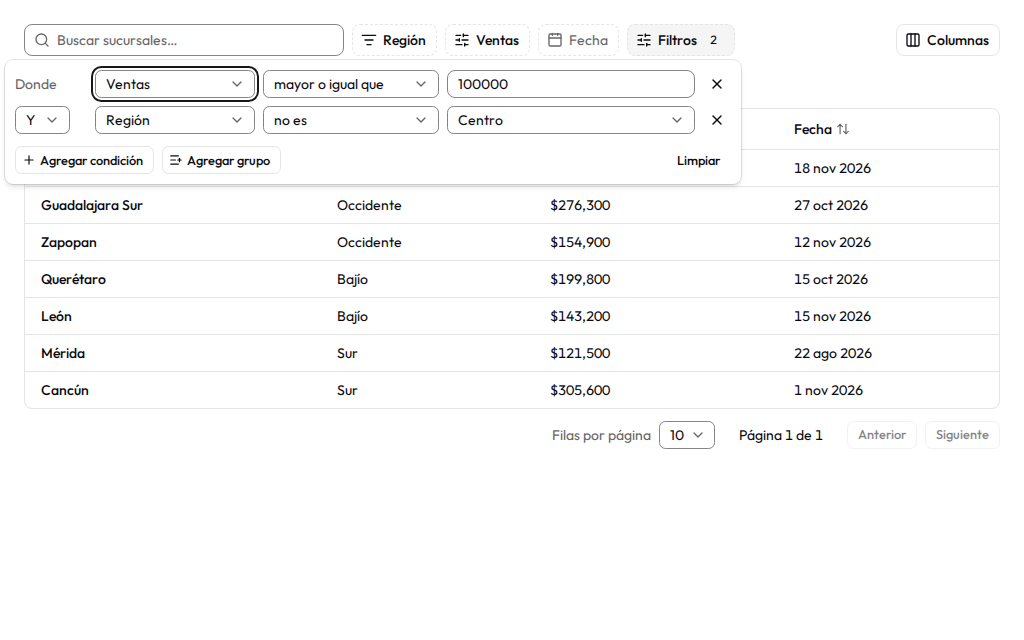 Buscar sucursales... Región Ventas Fecha Filtros 2 Columnas
Donde Ventas mayor o igual que 100000
Y Región no es Centro
Agregar condición Agregar grupo Limpiar
Fecha
18 nov 2026
Guadalajara Sur Occidente $276,300 27 oct 2026
Zapopan Occidente $154,900 12 nov 2026
Querétaro Bajío $199,800 15 oct 2026
León Bajío $143,200 15 nov 2026
Mérida Sur $121,500 22 ago 2026
Cancún Sur $305,600 1 nov 2026
Filas por página 10 Página 1 de 1 Anterior Siguiente